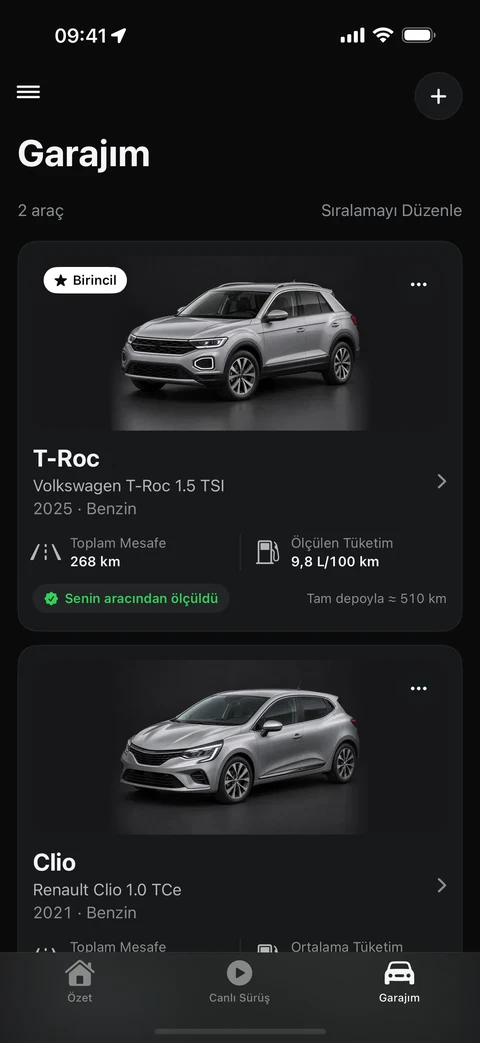 09:41
Garajım
2 araç
Sıralamayı Düzenle
Birincil
T-Roc
Volkswagen T-Roc 1.5 TSI
2025 · Benzin
Toplam Mesafe
268 km
Ölçülen Tüketim
9,8 L/100 km
Senin aracından ölçüldü
Tam depoyla ≈ 510 km
Clio
Renault Clio 1.0 TCe
2021 · Benzin
Toplam Mesafe
Ortalama Tüketim
Özet
Canlı Sürüş
Garajım